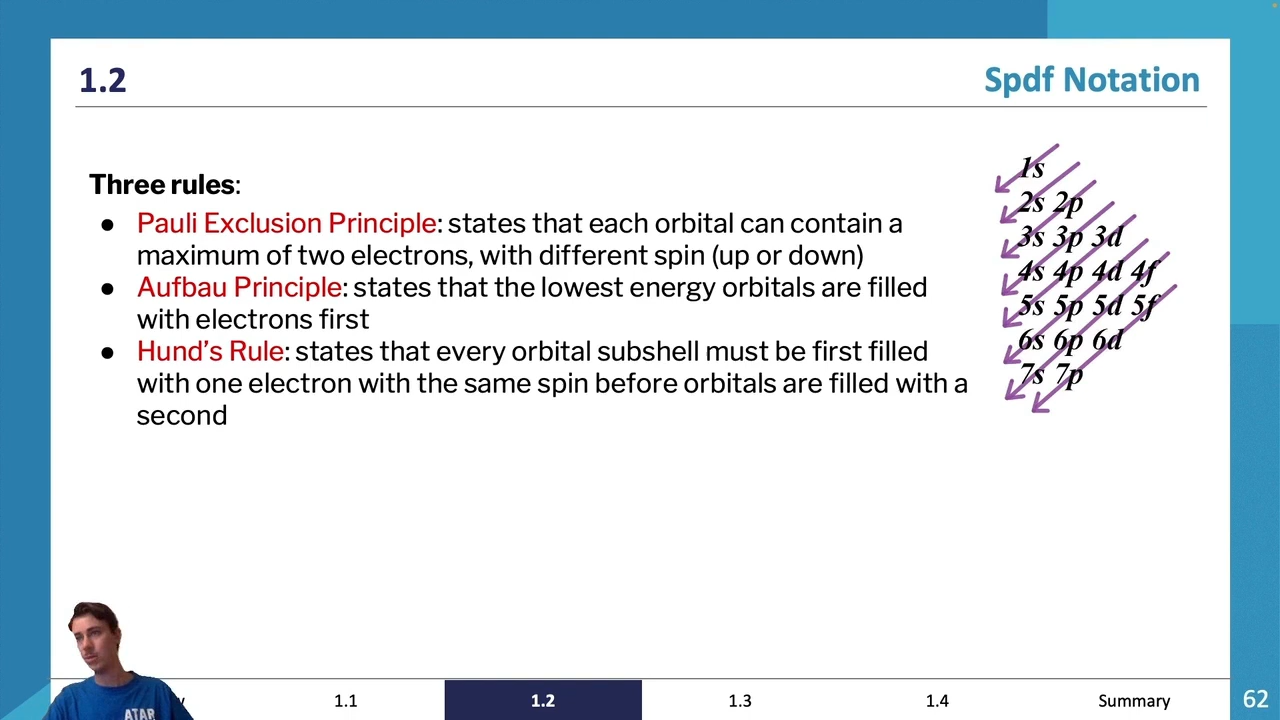 1.2
Spdf Notation
Three rules:
● Pauli Exclusion Principle: states that each orbital can contain a
maximum of two electrons, with different spin (up or down)
● Aufbau Principle: states that the lowest energy orbitals are filled
with electrons first
● Hund’s Rule: states that every orbital subshell must be first filled
with one electron with the same spin before orbitals are filled with a
second
1s
2s 2p
3s 3p 3d
4s 4p 4d 4f
5s 5p 5d 5f
6s 6p 6d
7s 7p
ATAR
1.1
1.2
1.3
1.4
Summary
62